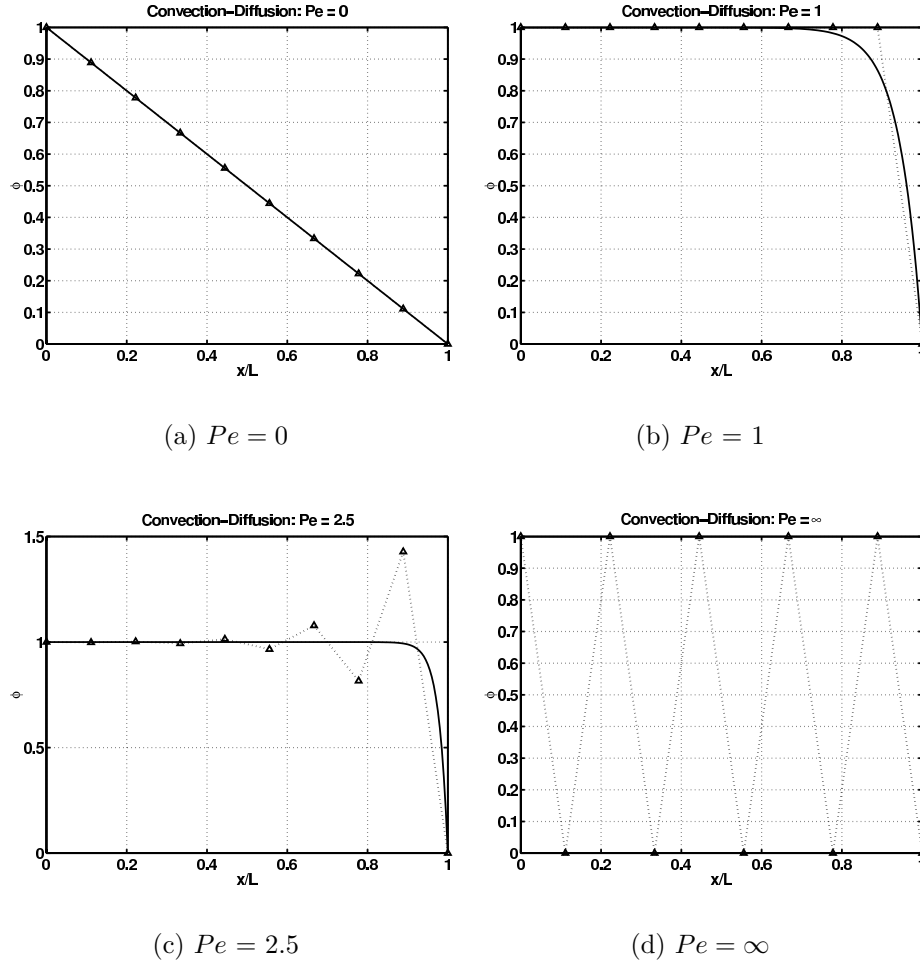 Convection−Diffusion: Pe = 0
1
0.9
0.8
0.7
0.6
0.5
0.4
0.3
0.2
0.1
0
φ
0 0.2 0.4 0.6 0.8 1
x/L
(a) Pe = 0
Convection−Diffusion: Pe = 1
1
0.9
0.8
0.7
0.6
0.5
0.4
0.3
0.2
0.1
0
φ
0 0.2 0.4 0.6 0.8 1
x/L
(b) Pe = 1
Convection−Diffusion: Pe = 2.5
1.5
1
0.5
0
φ
0 0.2 0.4 0.6 0.8 1
x/L
(c) Pe = 2.5
Convection−Diffusion: Pe = ∞
1
0.9
0.8
0.7
0.6
0.5
0.4
0.3
0.2
0.1
0
φ
0 0.2 0.4 0.6 0.8 1
x/L
(d) Pe = ∞